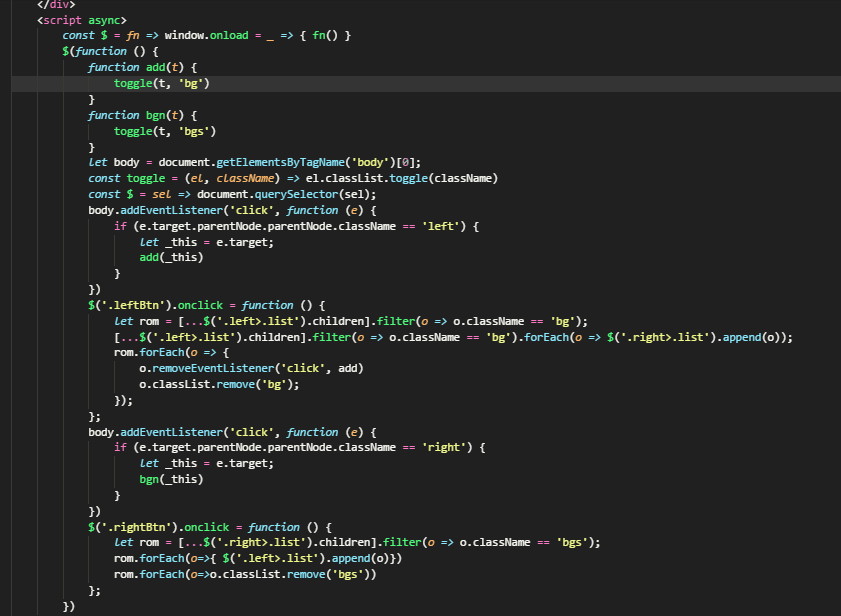 </div>
<script async>
const $ = fn => window.onload = _ => { fn() }
$(function () {
function add(t) {
toggle(t, 'bg')
}
function bgn(t) {
toggle(t, 'bgs')
}
let body = document.getElementsByTagName('body')[0];
const toggle = (el, className) => el.classList.toggle(className)
const $ = sel => document.querySelector(sel);
body.addEventListener('click', function (e) {
if (e.target.parentNode.parentNode.className == 'left') {
let _this = e.target;
add(_this)
}
})
$('.leftBtn').onclick = function () {
let rom = [...$('.left>.list').children].filter(o => o.className == 'bg');
[...$('.left>.list').children].filter(o => o.className == 'bg').forEach(o => $('.right>.list').append(o));
rom.forEach(o => {
o.removeEventListener('click', add)
o.classList.remove('bg');
});
};
body.addEventListener('click', function (e) {
if (e.target.parentNode.parentNode.className == 'right') {
let _this = e.target;
bgn(_this)
}
})
$('.rightBtn').onclick = function () {
let rom = [...$('.right>.list').children].filter(o => o.className == 'bgs');
rom.forEach(o=>{ $('.left>.list').append(o)})
rom.forEach(o=>o.classList.remove('bgs'))
};
})